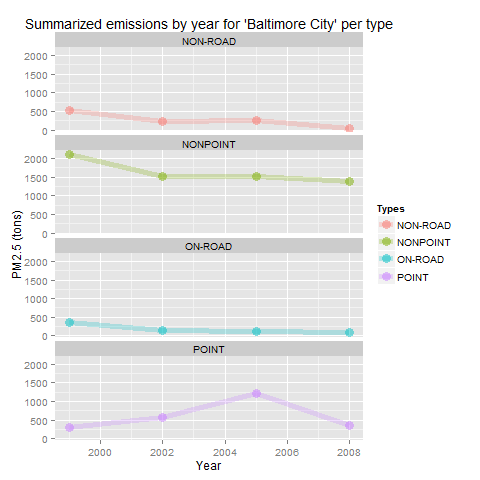 Summarized emissions by year for 'Baltimore City' per type
NON-ROAD
2000
1500
1000
500
0
NONPOINT
2000
1500
1000
500
0
ON-ROAD
2000
1500
1000
500
0
POINT
2000
1500
1000
500
0
2000 2002 2004 2006 2008
Year
PM2.5 (tons)
Types
NON-ROAD
NONPOINT
ON-ROAD
POINT